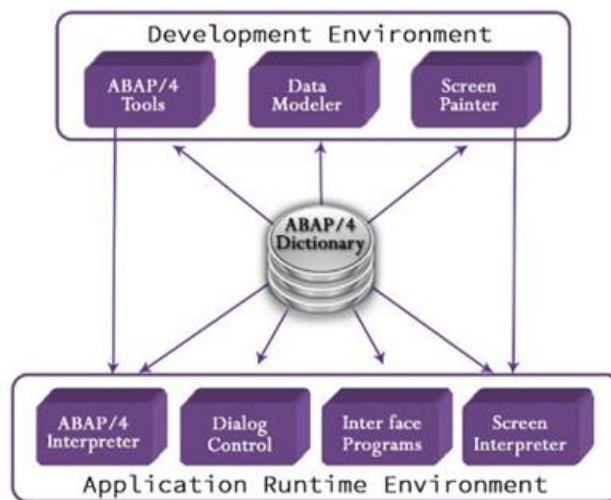 Development Environment
ABAP/4
Tools
Data
Modeler
Screen
Painter
ABAP/4
Dictionary
ABAP/4
Interpreter
Dialog
Control
Inter face
Programs
Screen
Interpreter
Application Runtime Environment